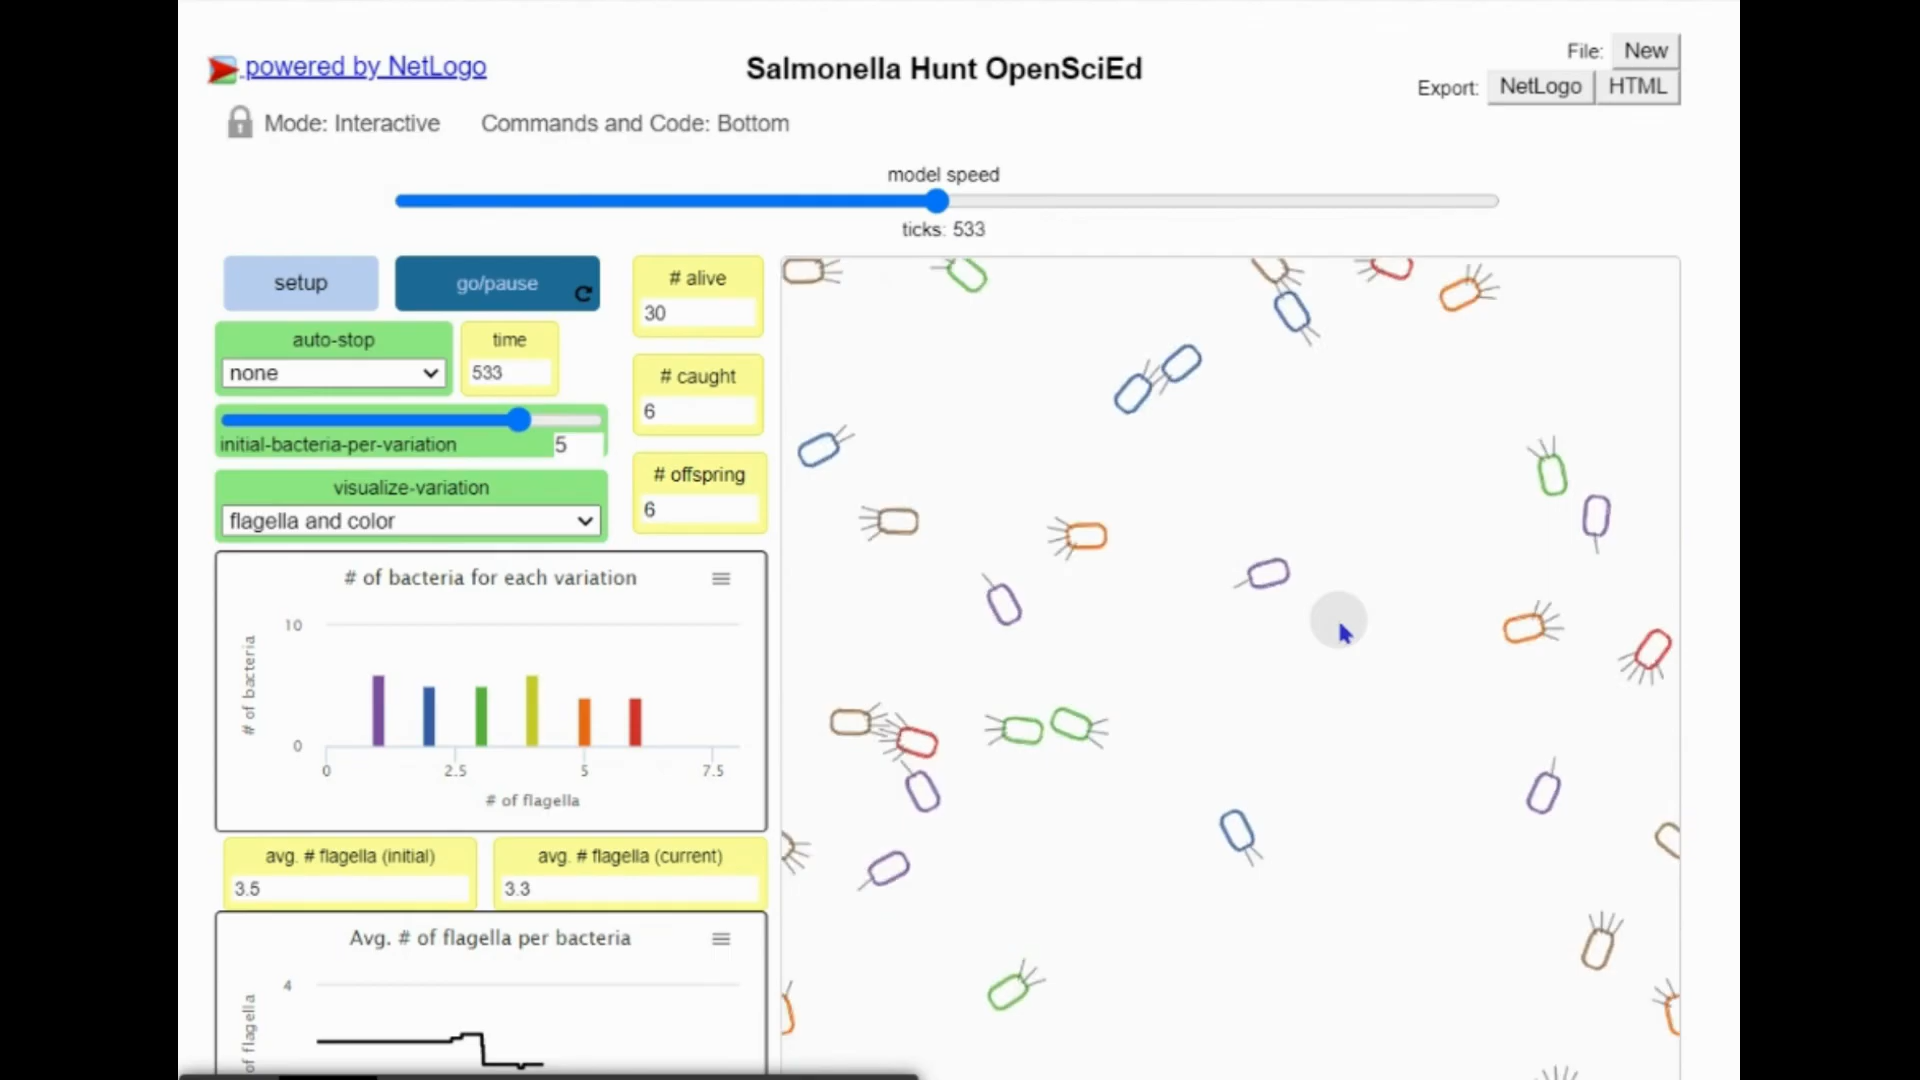 powered by NetLogo
Salmonella Hunt OpenSciEd
File: New
Export: NetLogo HTML
Mode: Interactive Commands and Code: Bottom
model speed
ticks: 533
setup
go/pause
# alive
30
auto-stop
none
time
533
# caught
6
initial-bacteria-per-variation 5
# offspring
6
visualize-variation
flagella and color
# of bacteria for each variation
10
# of bacteria
0
0 2.5 5 7.5
# of flagella
avg. # flagella (initial)
3.5
avg. # flagella (current)
3.3
Avg. # of flagella per bacteria
4
of flagella